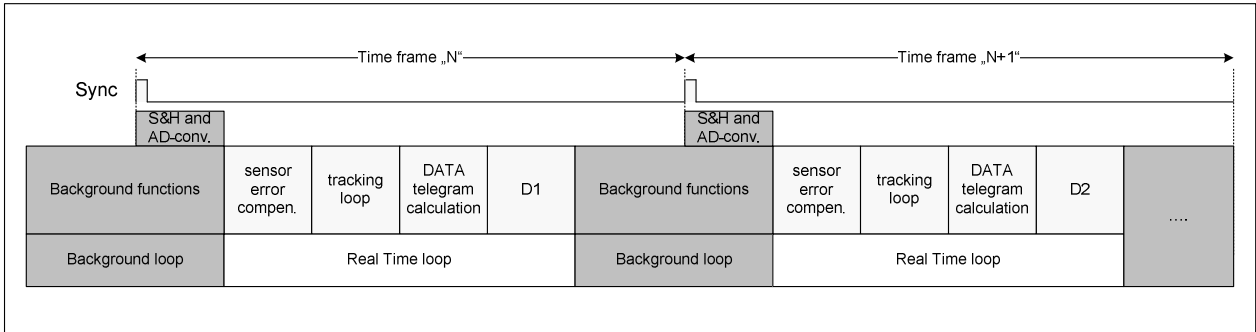 Time frame „N“
Time frame „N+1“
Sync
S&H and
AD-conv.
S&H and
AD-conv.
Background functions
sensor
error
compen.
tracking
loop
DATA
telegram
calculation
D1
Background functions
sensor
error
compen.
tracking
loop
DATA
telegram
calculation
D2
....
Background loop
Real Time loop
Background loop
Real Time loop